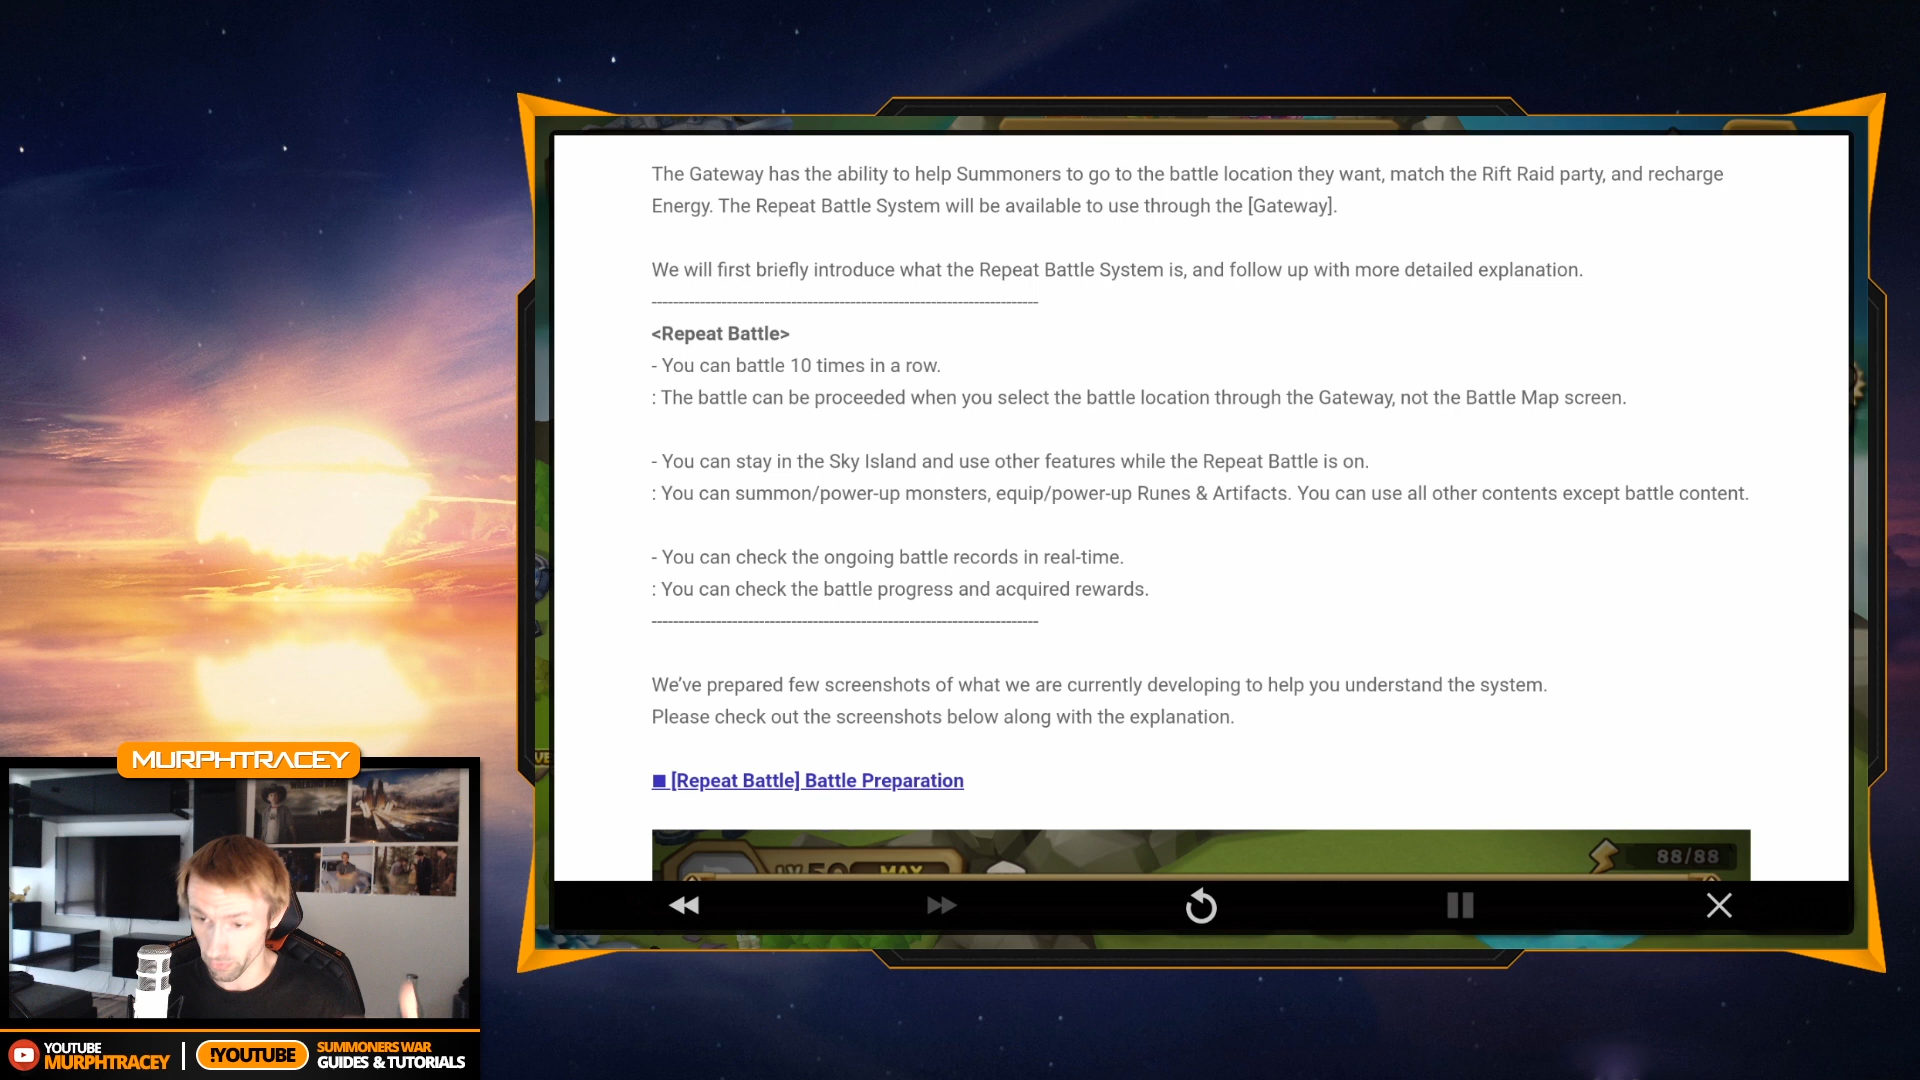 The Gateway has the ability to help Summoners to go to the battle location they want, match the Rift Raid party, and recharge
Energy. The Repeat Battle System will be available to use through the [Gateway].
We will first briefly introduce what the Repeat Battle System is, and follow up with more detailed explanation.
------------------------------------------------------------------------
<Repeat Battle>
- You can battle 10 times in a row.
: The battle can be proceeded when you select the battle location through the Gateway, not the Battle Map screen.
- You can stay in the Sky Island and use other features while the Repeat Battle is on.
: You can summon/power-up monsters, equip/power-up Runes & Artifacts. You can use all other contents except battle content.
- You can check the ongoing battle records in real-time.
: You can check the battle progress and acquired rewards.
------------------------------------------------------------------------
We've prepared few screenshots of what we are currently developing to help you understand the system.
Please check out the screenshots below along with the explanation.
■ [Repeat Battle] Battle Preparation
LV.50 MAX
88/88
MURPHTRACEY
YOUTUBE
MURPHTRACEY
!YOUTUBE
SUMMONERS WAR
GUIDES & TUTORIALS